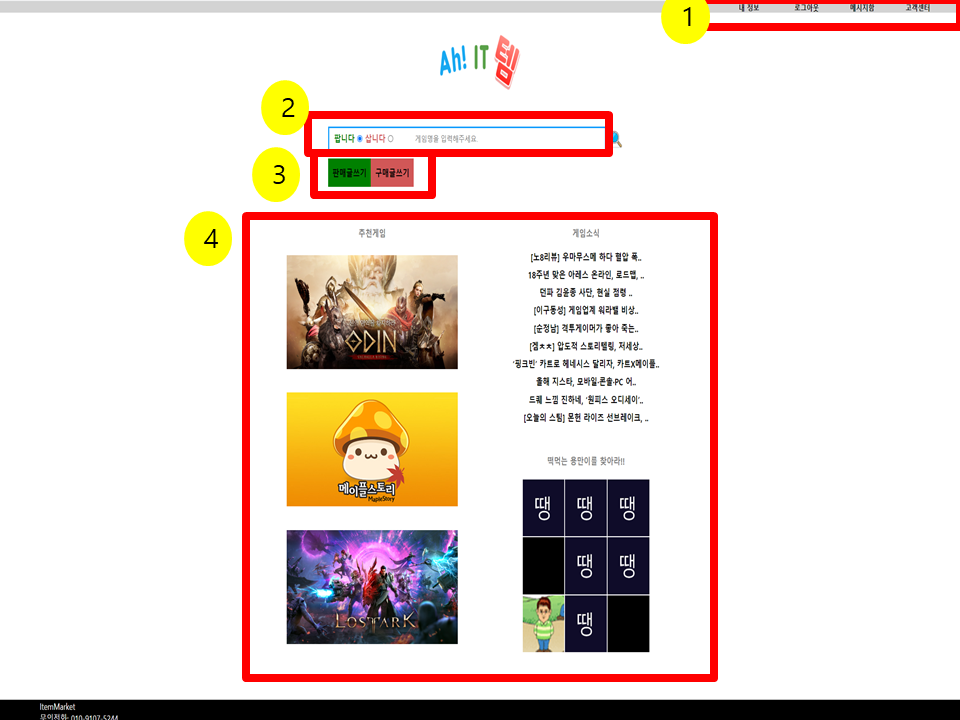 1
내 정보 로그아웃 메시지함 고객센터
Ah! IT 템
2
팝니다 삽니다 게임명을 입력해주세요.
3
판매글쓰기 구매글쓰기
4
추천게임
ODIN
메이플스토리
MapleStory
LOST ARK
게임소식
[노8리뷰] 우마무스메 하다 혈압 폭..
18주년 맞은 아레스 온라인, 로드맵, ..
던파 김윤종 사단, 현실 점령 ..
[이구동성] 게임업계 워라밸 비상..
[순정남] 격투게이머가 좋아 죽는..
[겜ㅊㅊ] 압도적 스토리텔링, 저세상..
'핑크빈' 카트로 헤네시스 달리자, 카트X메이플..
올해 지스타, 모바일·콘솔·PC 어..
드퀘 느낌 진하네, '원피스 오디세이'..
[오늘의 스팀] 몬헌 라이즈 선브레이크, ..
떡먹는 용만이를 찾아라!!
땡 땡 땡
땡 땡
땡
ItemMarket
문의전화: 010-9107-5244